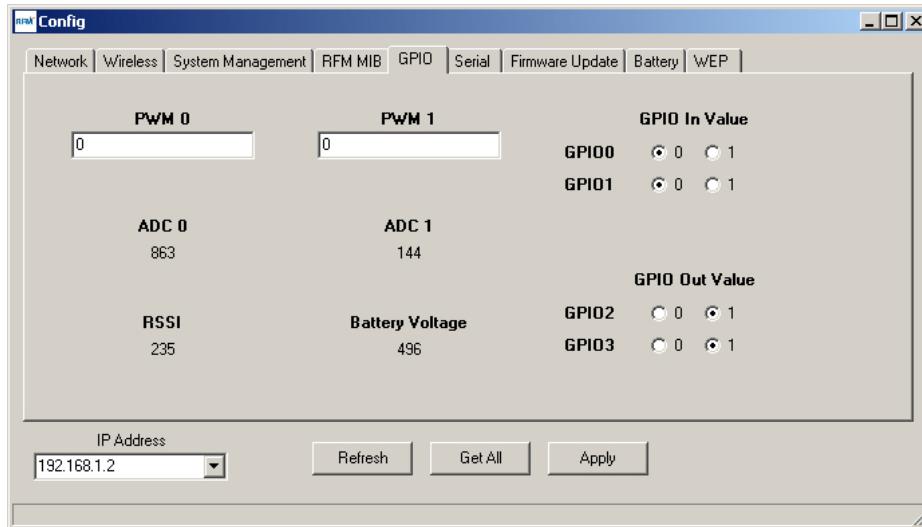 RFM Config
Network Wireless System Management RFM MIB GPIO Serial Firmware Update Battery WEP
PWM 0 PWM 1 GPIO In Value
0 0
GPIO0 0 1
GPIO1 0 1
ADC 0 ADC 1
863 144
GPIO Out Value
RSSI Battery Voltage GPIO2 0 1
235 496 GPIO3 0 1
IP Address
192.168.1.2 Refresh Get All Apply